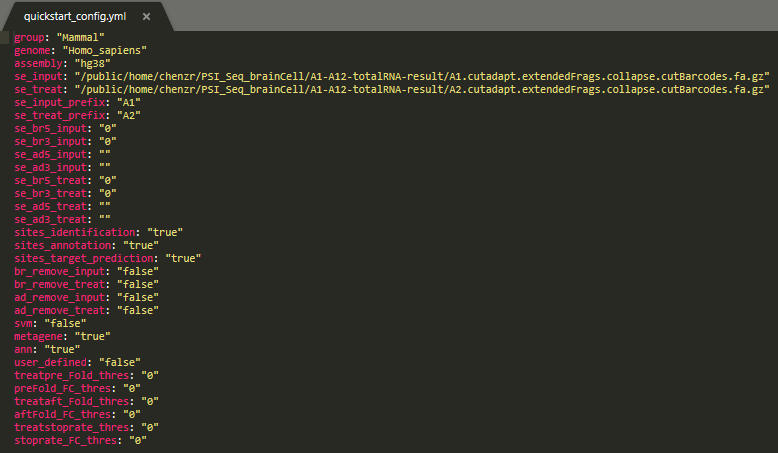 quickstart_config.yml ×
group: "Mammal"
genome: "Homo_sapiens"
assembly: "hg38"
se_input: "/public/home/chenzr/PSI_Seq_brainCell/A1-A12-totalRNA-result/A1.cutadapt.extendedFrags.collapse.cutBarcodes.fa.gz"
se_treat: "/public/home/chenzr/PSI_Seq_brainCell/A1-A12-totalRNA-result/A2.cutadapt.extendedFrags.collapse.cutBarcodes.fa.gz"
se_input_prefix: "A1"
se_treat_prefix: "A2"
se_br5_input: "0"
se_br3_input: "0"
se_ad5_input: ""
se_ad3_input: ""
se_br5_treat: "0"
se_br3_treat: "0"
se_ad5_treat: ""
se_ad3_treat: ""
sites_identification: "true"
sites_annotation: "true"
sites_target_prediction: "true"
br_remove_input: "false"
br_remove_treat: "false"
ad_remove_input: "false"
ad_remove_treat: "false"
svm: "false"
metagene: "true"
ann: "true"
user_defined: "false"
treatpre_Fold_thres: "0"
preFold_FC_thres: "0"
treataft_Fold_thres: "0"
aftFold_FC_thres: "0"
treatstoprate_thres: "0"
stoprate_FC_thres: "0"